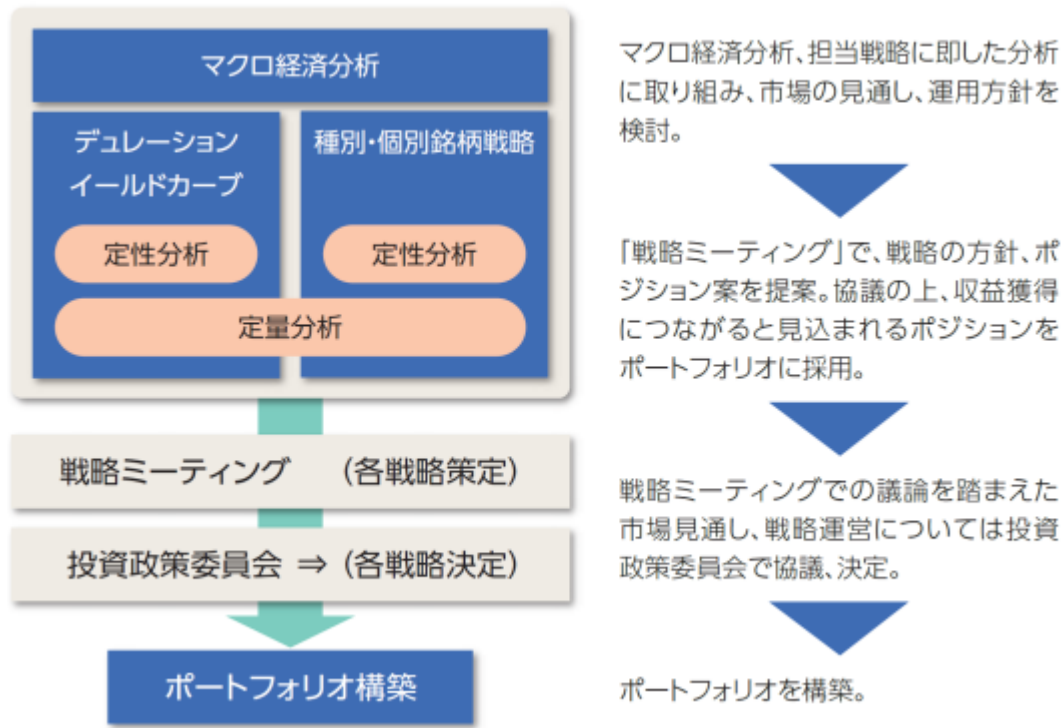 マクロ経済分析
デュレーション
イールドカーブ
種別・個別銘柄戦略
定性分析
定性分析
定量分析
戦略ミーティング (各戦略策定)
投資政策委員会 ⇒ (各戦略決定)
ポートフォリオ構築
マクロ経済分析、担当戦略に即した分析
に取り組み、市場の見通し、運用方針を
検討。
「戦略ミーティング」で、戦略の方針、ポ
ジション案を提案。協議の上、収益獲得
につながると見込まれるポジションを
ポートフォリオに採用。
戦略ミーティングでの議論を踏まえた
市場見通し、戦略運営については投資
政策委員会で協議、決定。
ポートフォリオを構築。